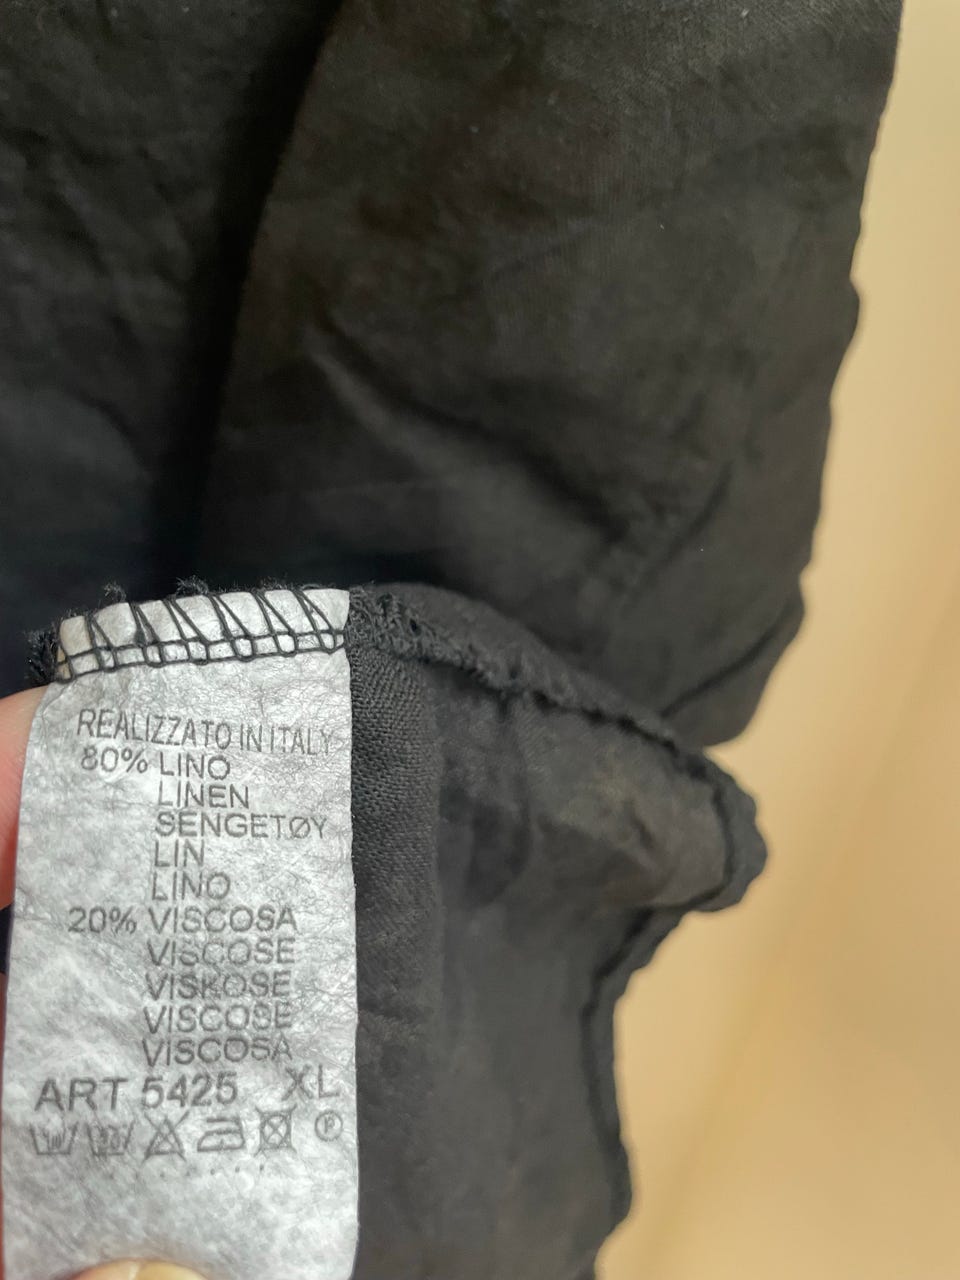 REALIZZATO IN ITALY
80% LINO
LINEN
SENGETØY
LIN
LINO
20% VISCOSA
VISCOSE
VISKOSE
VISCOSE
VISCOSA
ART 5425 XL
P